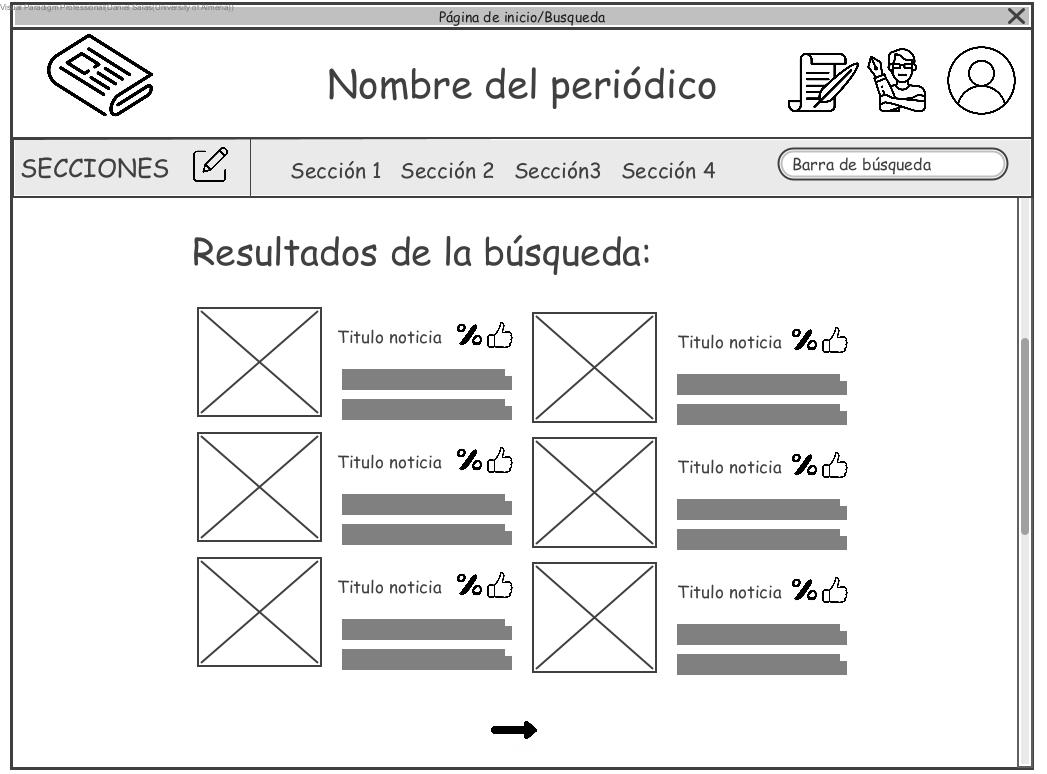 Visual Paradigm Professional(Daniel Salas(University of Almeria))
Página de inicio/Busqueda
Nombre del periódico
SECCIONES
Sección 1 Sección 2 Sección3 Sección 4
Barra de búsqueda
Resultados de la búsqueda:
Titulo noticia %
Titulo noticia %
Titulo noticia %
Titulo noticia %
Titulo noticia %
Titulo noticia %